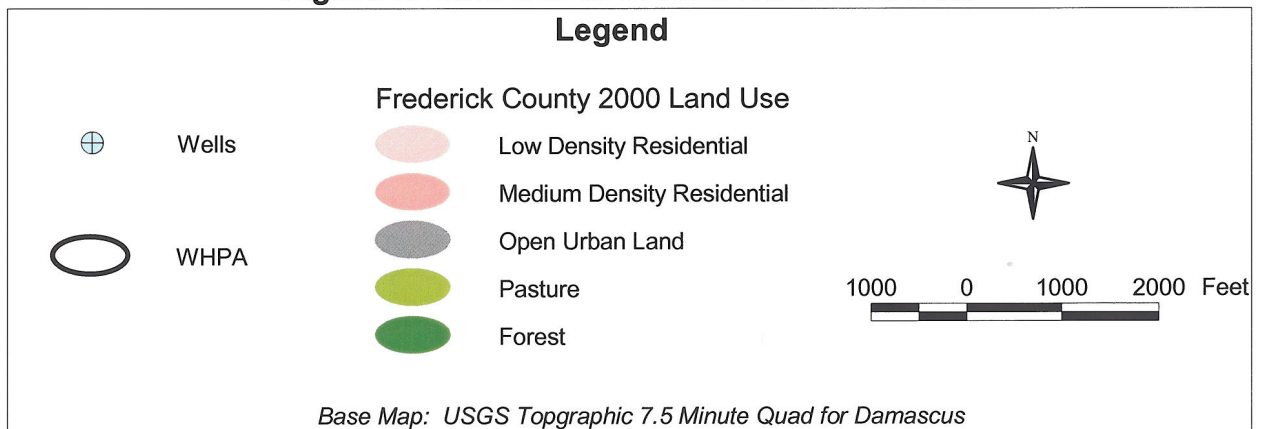 Legend
Frederick County 2000 Land Use
Wells
Low Density Residential
Medium Density Residential
Open Urban Land
WHPA
Pasture
Forest
N
1000 0 1000 2000 Feet
Base Map: USGS Topgraphic 7.5 Minute Quad for Damascus